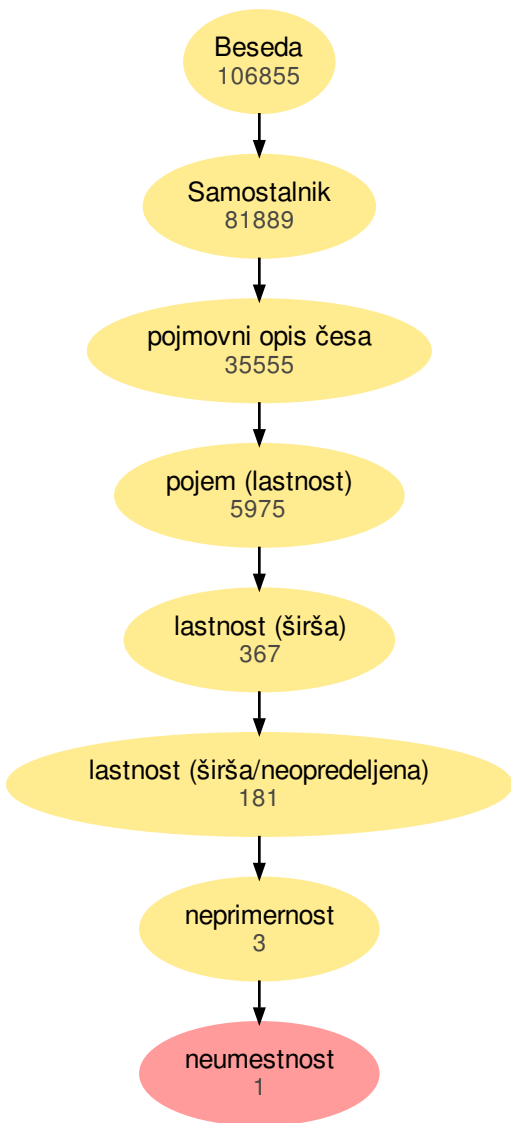 Beseda
106855
Samostalnik
81889
pojmovni opis česa
35555
pojem (lastnost)
5975
lastnost (širša)
367
lastnost (širša/neopredeljena)
181
neprimernost
3
neumestnost
1